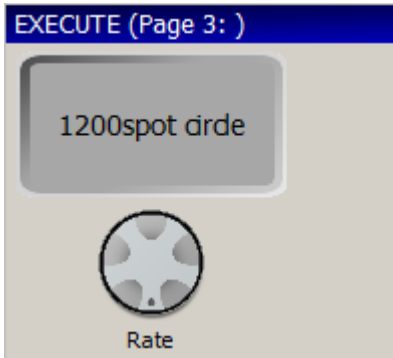 EXECUTE (Page 3: )
1200spot circle
Rate